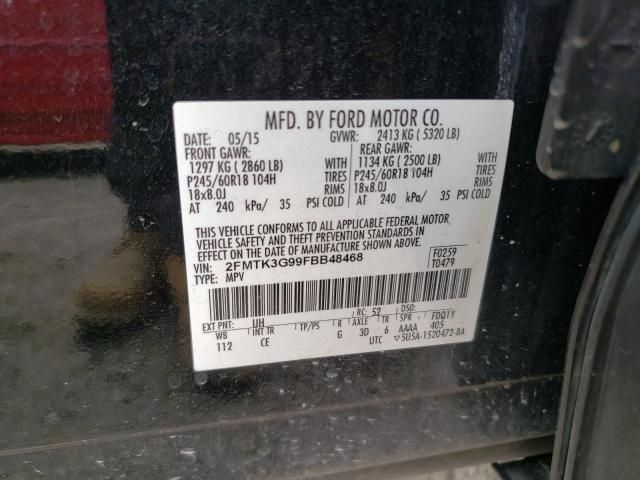 MFD. BY FORD MOTOR CO.
DATE: 05/15 GVWR: 2413 KG ( 5320 LB)
FRONT GAWR: REAR GAWR:
1297 KG ( 2860 LB) WITH 1134 KG ( 2500 LB) WITH
P245/60R18 104H TIRES P245/60R18 104H TIRES
18x8.0J RIMS 18x8.0J RIMS
AT 240 kPa/ 35 PSI COLD AT 240 kPa/ 35 PSI COLD
THIS VEHICLE CONFORMS TO ALL APPLICABLE FEDERAL MOTOR
VEHICLE SAFETY AND THEFT PREVENTION STANDARDS IN
EFFECT ON THE DATE OF MANUFACTURE SHOWN ABOVE.
VIN: 2FMTK3G99FBB48468 F0259
TYPE: MPV T0479
EXT PNT: UH RC: 52 DSO:
WB INT TR TP/PS R AXLE TR SPR FDQ1Y
112 CE G 3D 6 AAAA 405
UTC ▽5U5A-1520472-BA